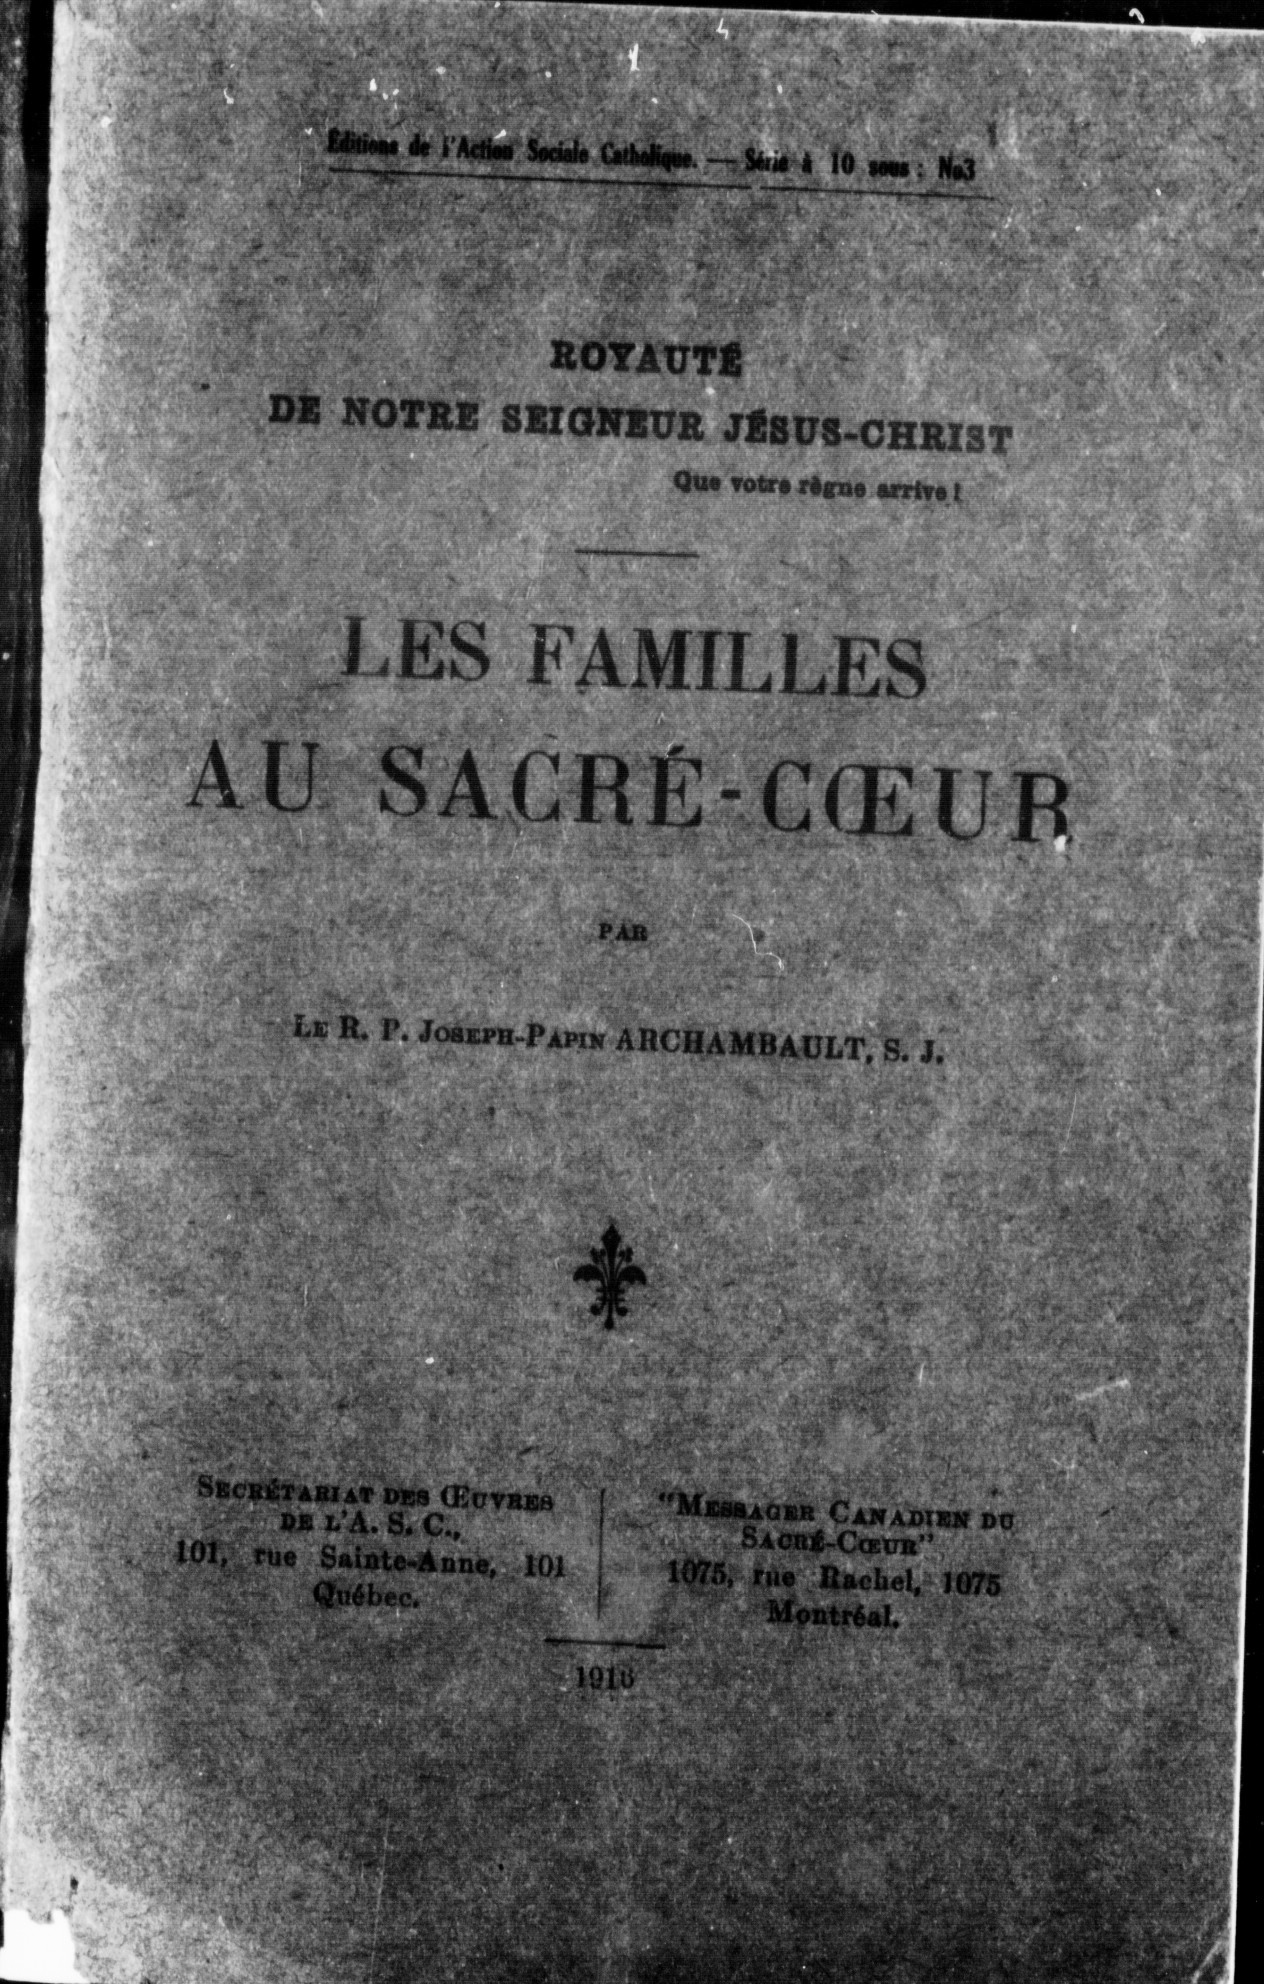 Éditions de l'Action Sociale Catholique. — Série à 10 sous : No3
ROYAUTÉ
DE NOTRE SEIGNEUR JÉSUS-CHRIST
Que votre règne arrive !
LES FAMILLES
AU SACRÉ-CŒUR
PAR
LE R. P. JOSEPH-PAPIN ARCHAMBAULT, S. J.
SECRÉTARIAT DES ŒUVRES
DE L'A. S. C.,
101, rue Sainte-Anne, 101
Québec.
"MESSAGER CANADIEN DU
SACRÉ-CŒUR"
1075, rue Rachel, 1075
Montréal.
1916